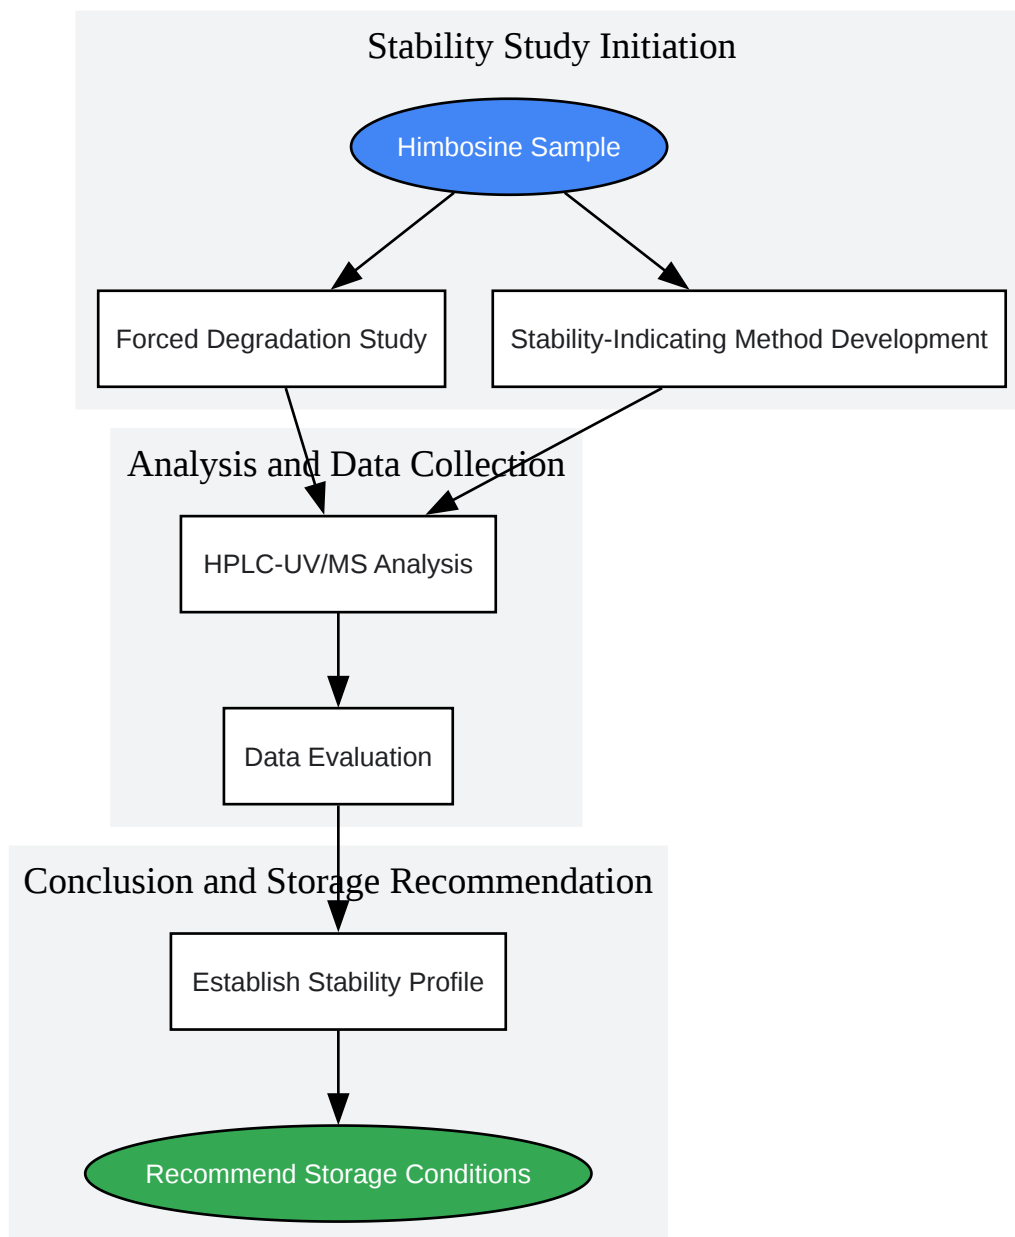 Stability Study Initiation
Himbosine Sample
Forced Degradation Study
Stability-Indicating Method Development
Analysis and Data Collection
HPLC-UV/MS Analysis
Data Evaluation
Conclusion and Storage Recommendation
Establish Stability Profile
Recommend Storage Conditions